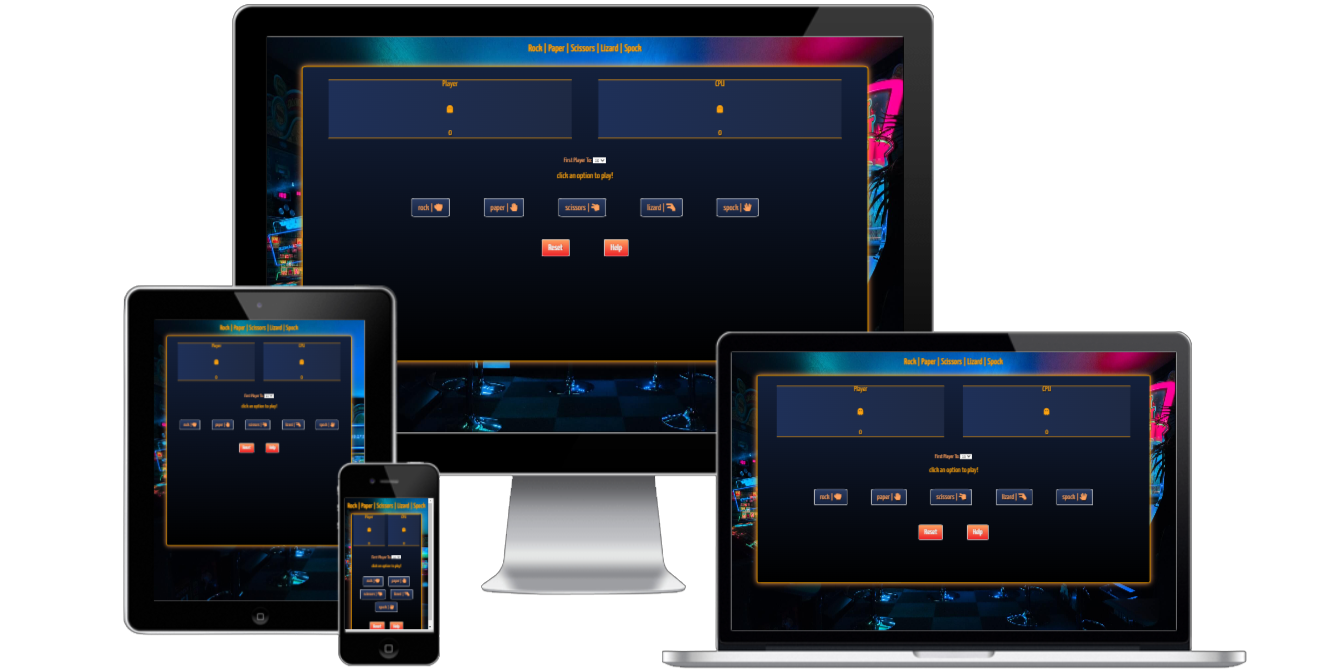 Rock | Paper | Scissors | Lizard | Spock
Player CPU
0 0
First Player To:
click an option to play!
rock | paper | scissors | lizard | spock |
Reset Help
Rock | Paper | Scissors | Lizard | Spock
Player CPU
0 0
First Player To:
click an option to play!
rock | paper | scissors | lizard | spock |
Reset Help
Rock | Paper | Scissors | Lizard | Spock
Player CPU
0 0
First Player To:
click an option to play!
rock | paper |
scissors | lizard |
spock |
Reset Help
Rock | Paper | Scissors | Lizard | Spock
Player CPU
0 0
First Player To:
click an option to play!
rock | paper | scissors | lizard | spock |
Reset Help